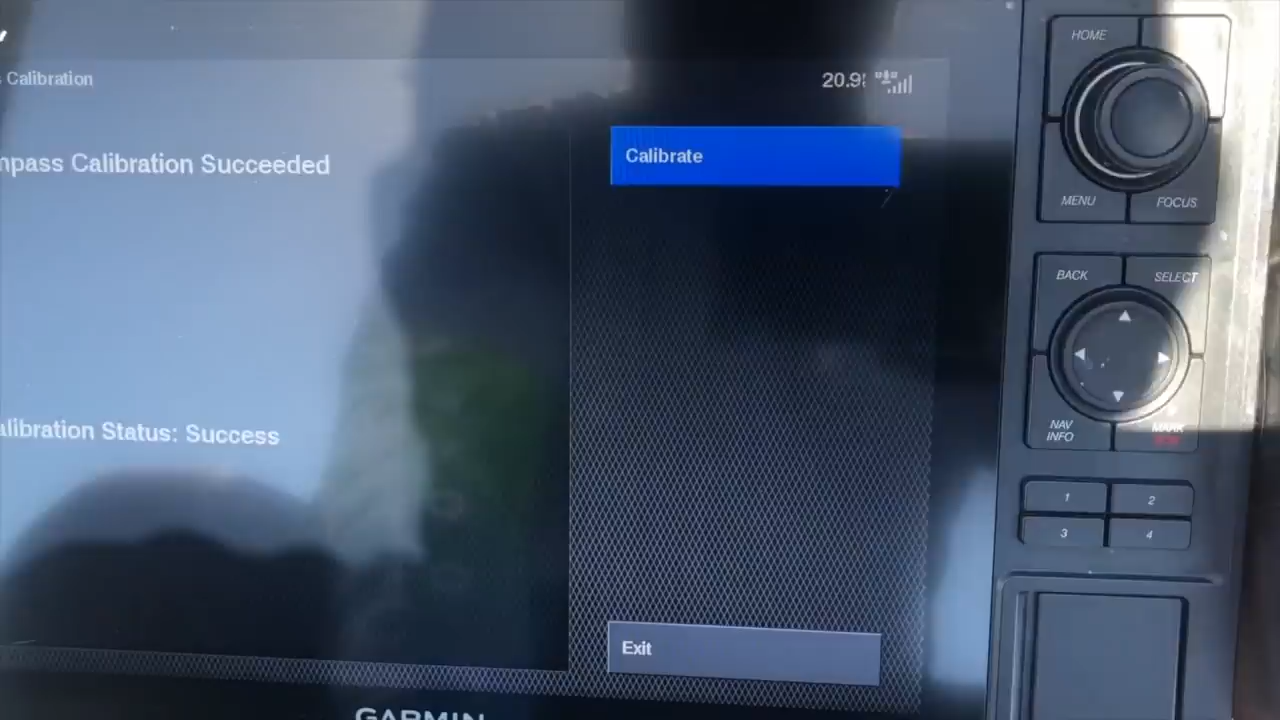 Calibration
20.9
mpass Calibration Succeeded
Calibrate
alibration Status: Success
Exit
GARMIN
HOME
MENU
FOCUS
BACK
SELECT
NAV
INFO
MARK
1
2
3
4